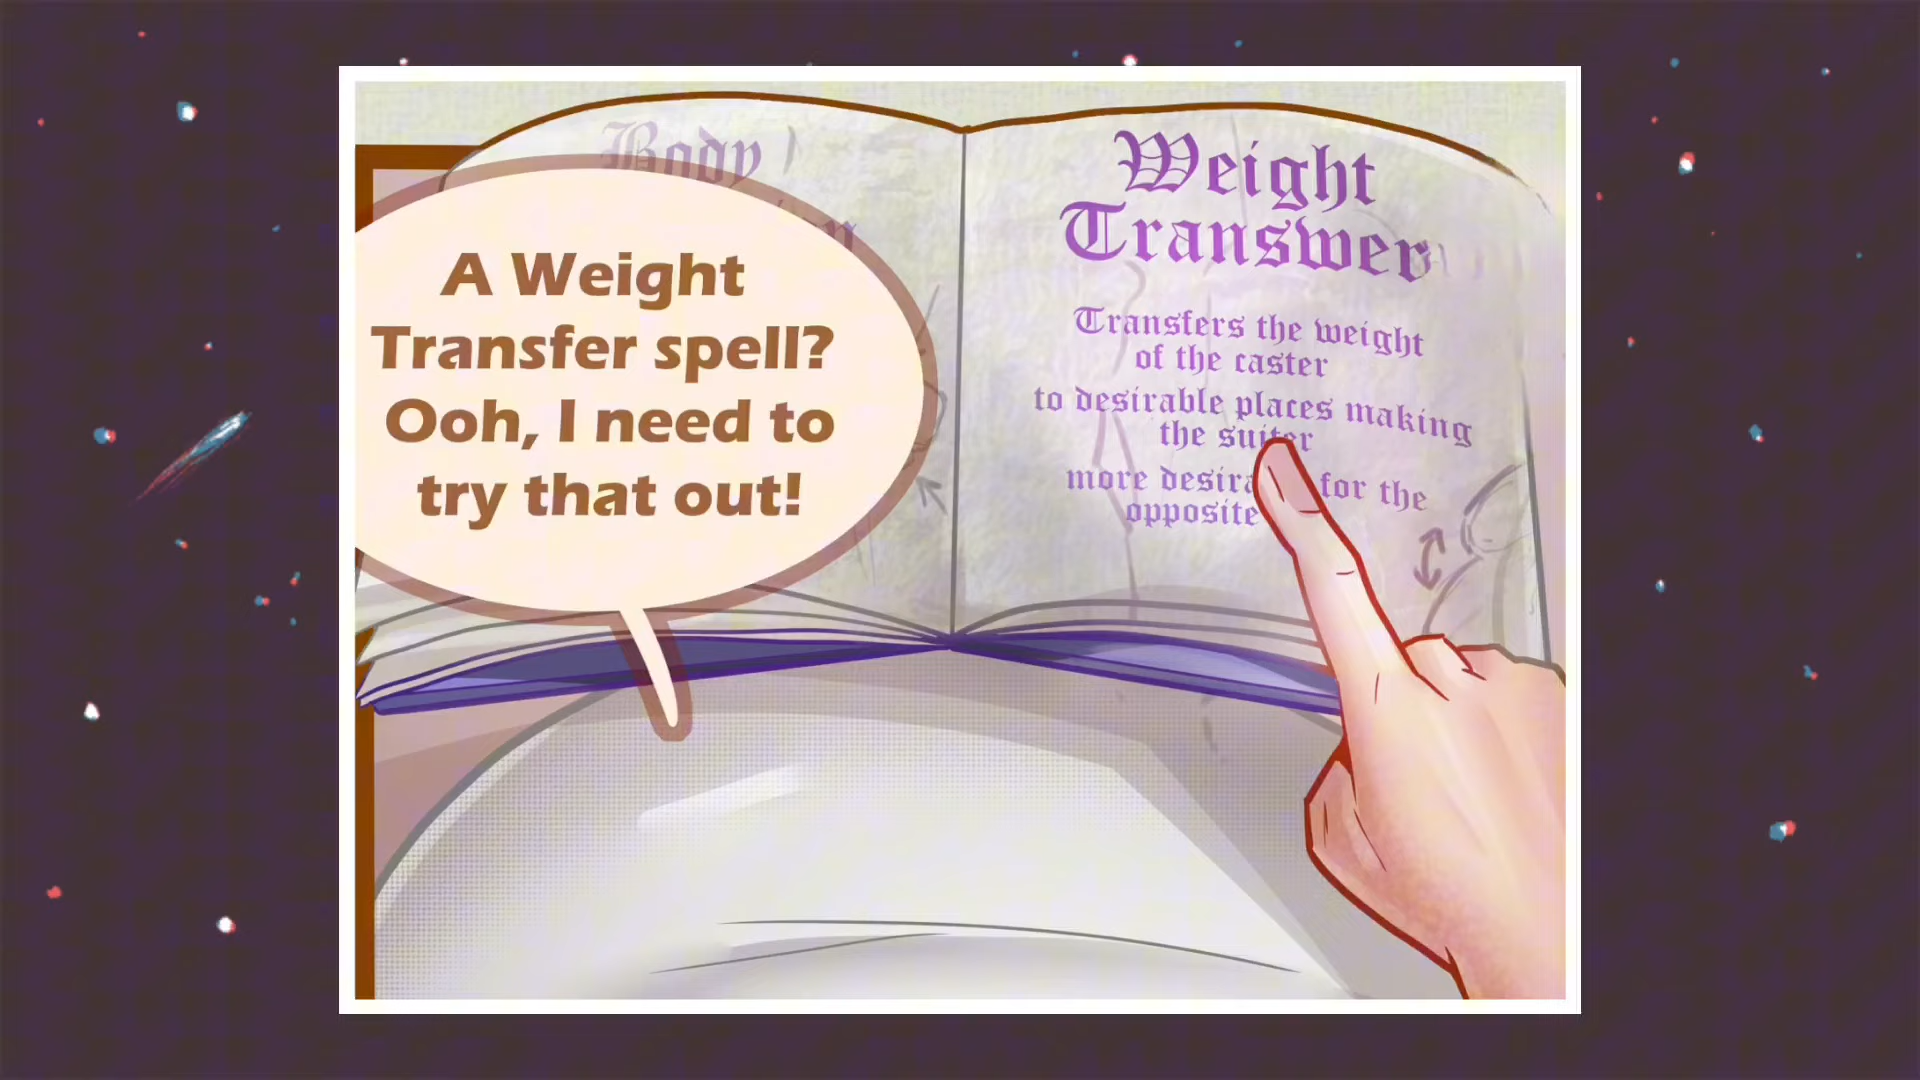 Body
A Weight
Transfer spell?
Ooh, I need to
try that out!
Weight
Transwer
Transfers the weight
of the caster
to desirable places making
the suiter
more for the
opposite